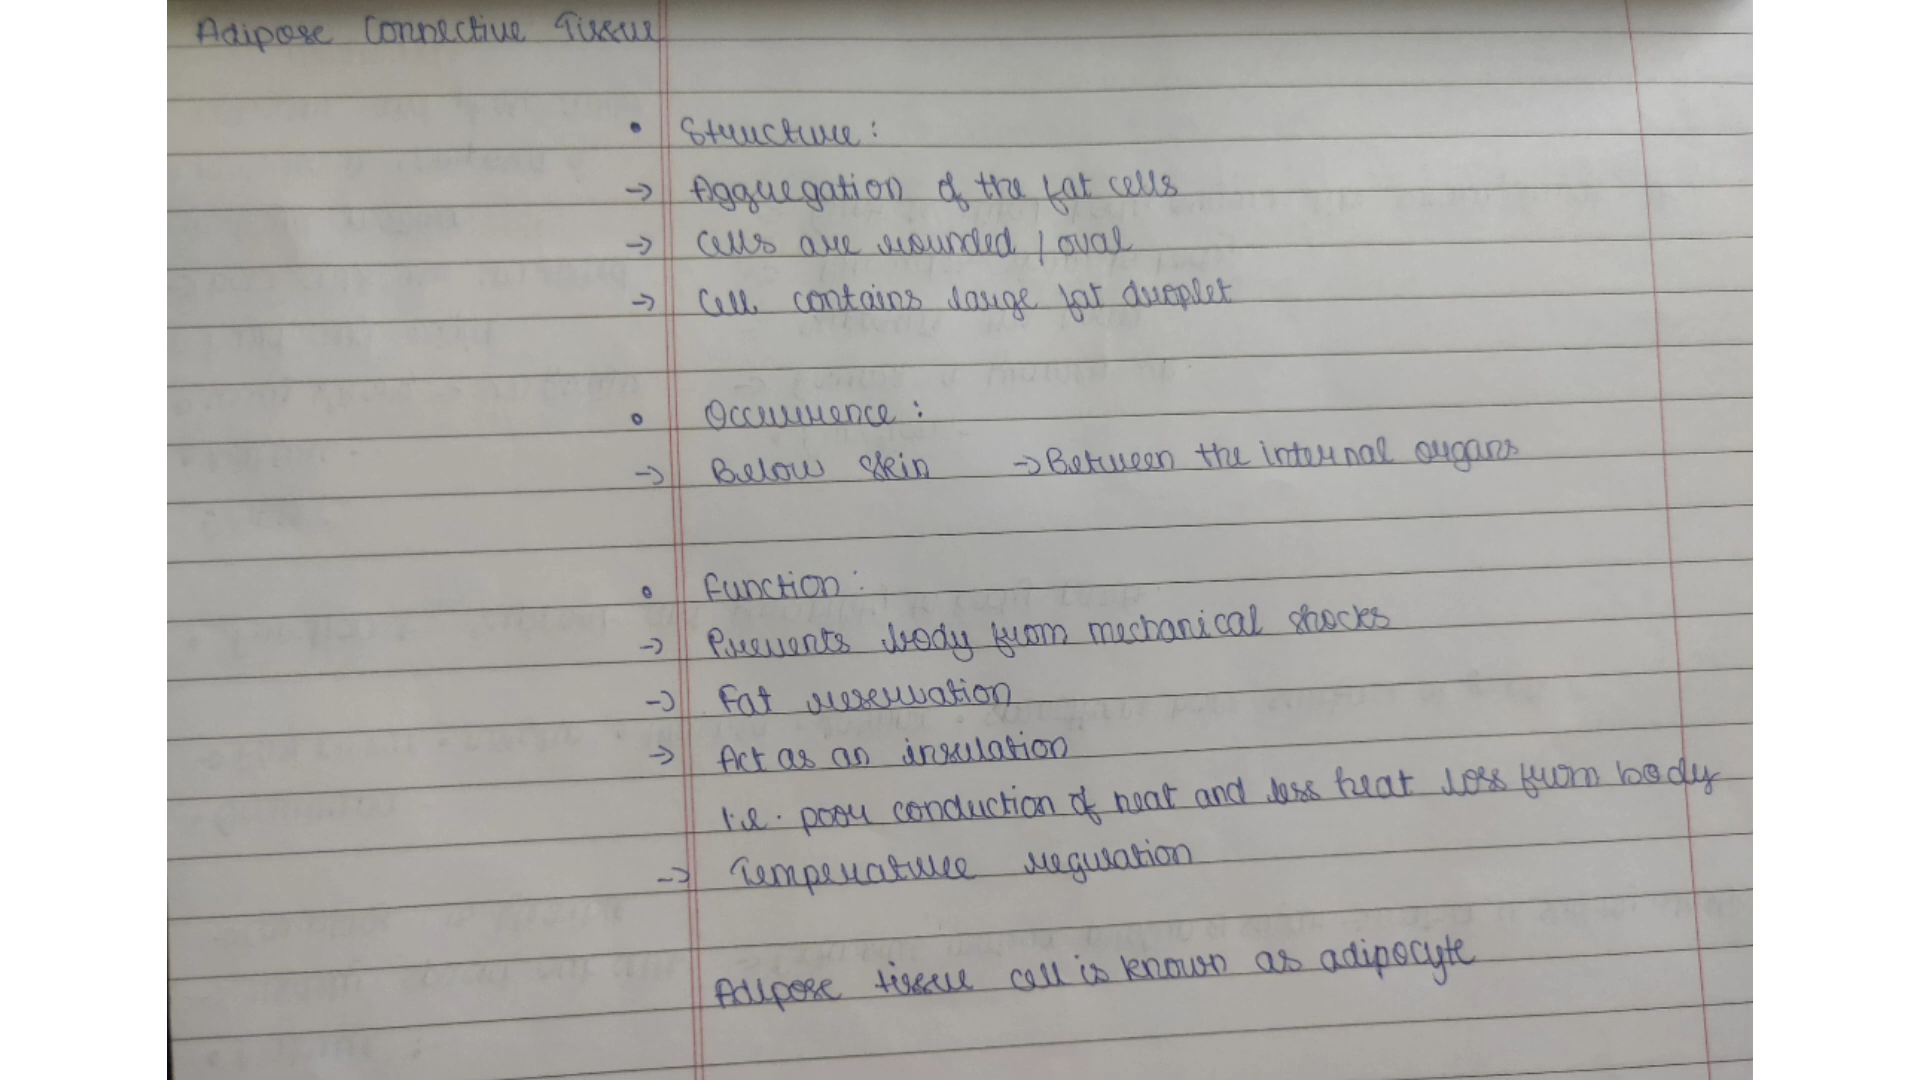 Adipose Connective Tissue
• Structure:
→ Aggregation of the fat cells
→ Cells are rounded / oval
→ Cell contains large fat droplet
• Occurrence:
→ Below skin → Between the internal organs
• Function:
→ Prevents body from mechanical shocks
→ Fat reservation
→ Act as an insulation
i.e. poor conduction of heat and less heat loss from body
→ Temperature regulation
Adipose tissue cell is known as adipocyte